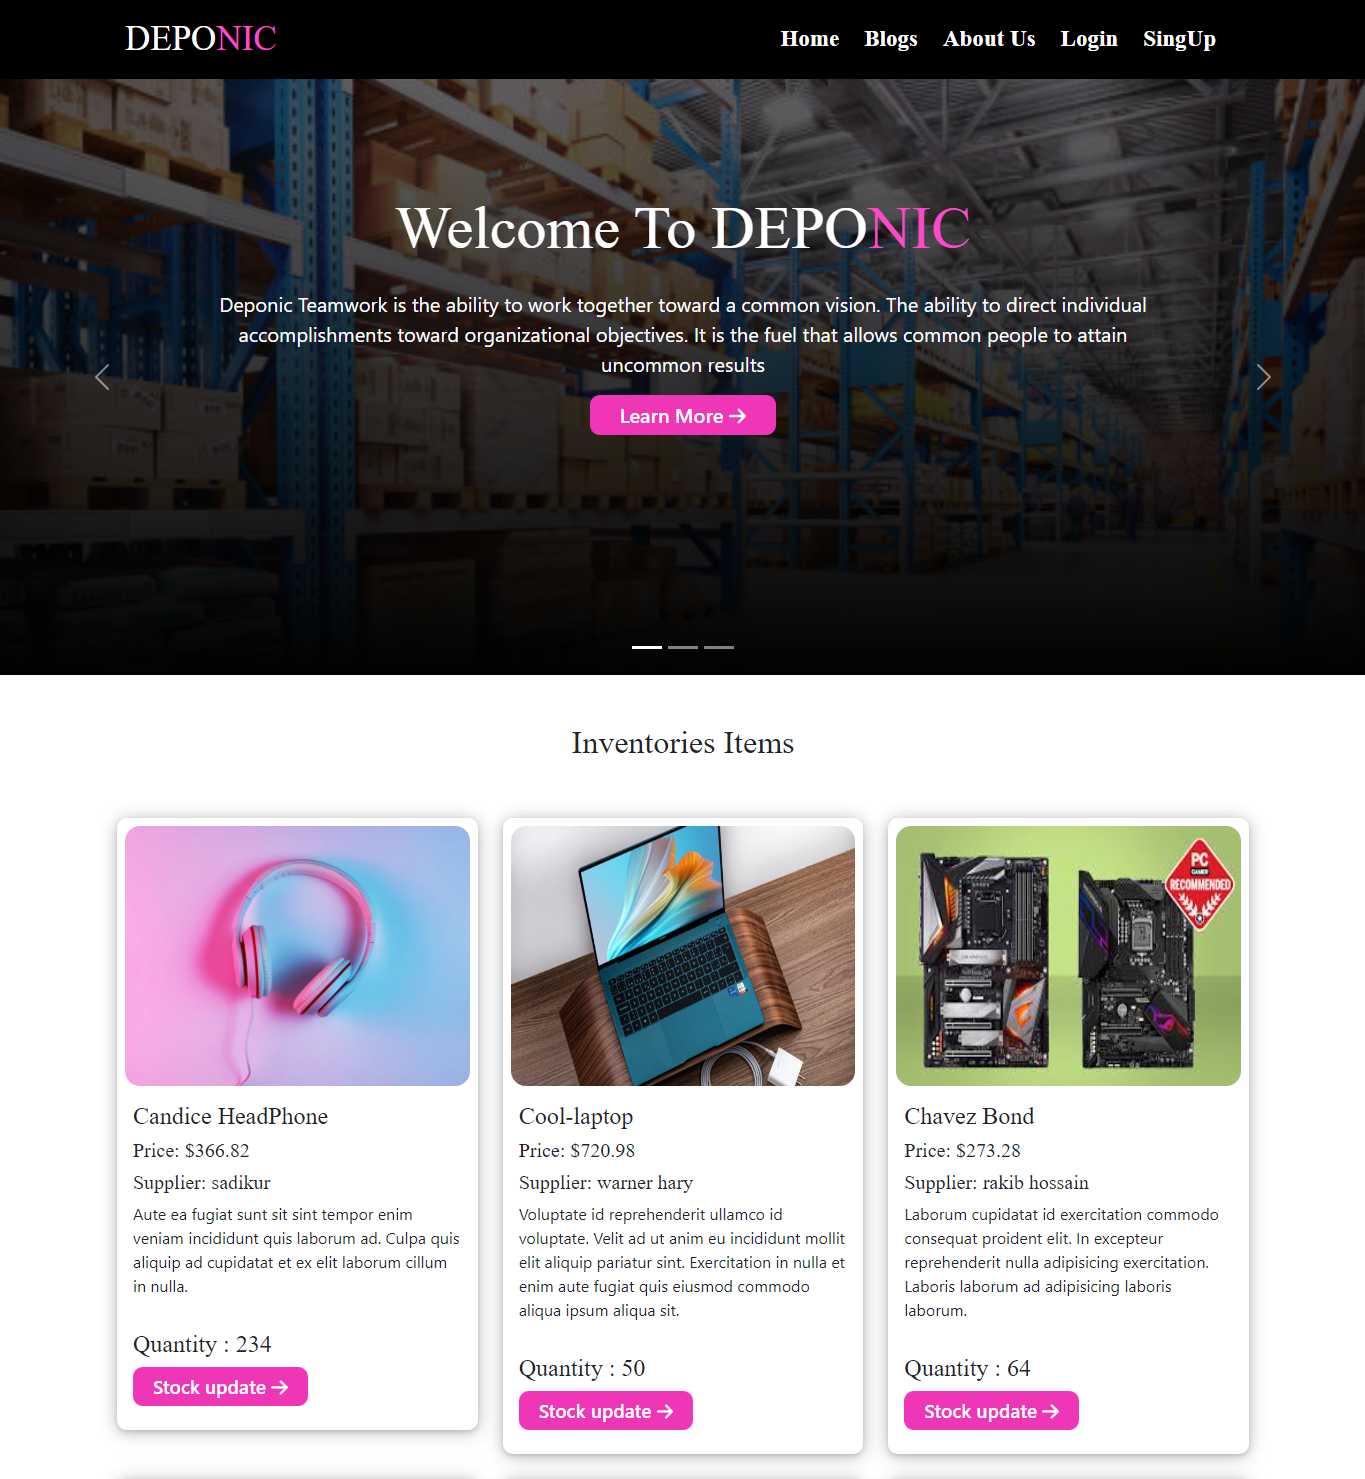 DEPONIC
Home Blogs About Us Login SingUp
Welcome To DEPONIC
Deponic Teamwork is the ability to work together toward a common vision. The ability to direct individual
accomplishments toward organizational objectives. It is the fuel that allows common people to attain
uncommon results
Learn More →
Inventories Items
PC
GAMER
RECOMMENDED
Candice HeadPhone
Price: $366.82
Supplier: sadikur
Aute ea fugiat sunt sit sint tempor enim
veniam incididunt quis laborum ad. Culpa quis
aliquip ad cupidatat et ex elit laborum cillum
in nulla.
Quantity : 234
Stock update →
Cool-laptop
Price: $720.98
Supplier: warner hary
Voluptate id reprehenderit ullamco id
voluptate. Velit ad ut anim eu incididunt mollit
elit aliquip pariatur sint. Exercitation in nulla et
enim aute fugiat quis eiusmod commodo
aliqua ipsum aliqua sit.
Quantity : 50
Stock update →
Chavez Bond
Price: $273.28
Supplier: rakib hossain
Laborum cupidatat id exercitation commodo
consequat proident elit. In excepteur
reprehenderit nulla adipisicing exercitation.
Laboris laborum ad adipisicing laboris
laborum.
Quantity : 64
Stock update →